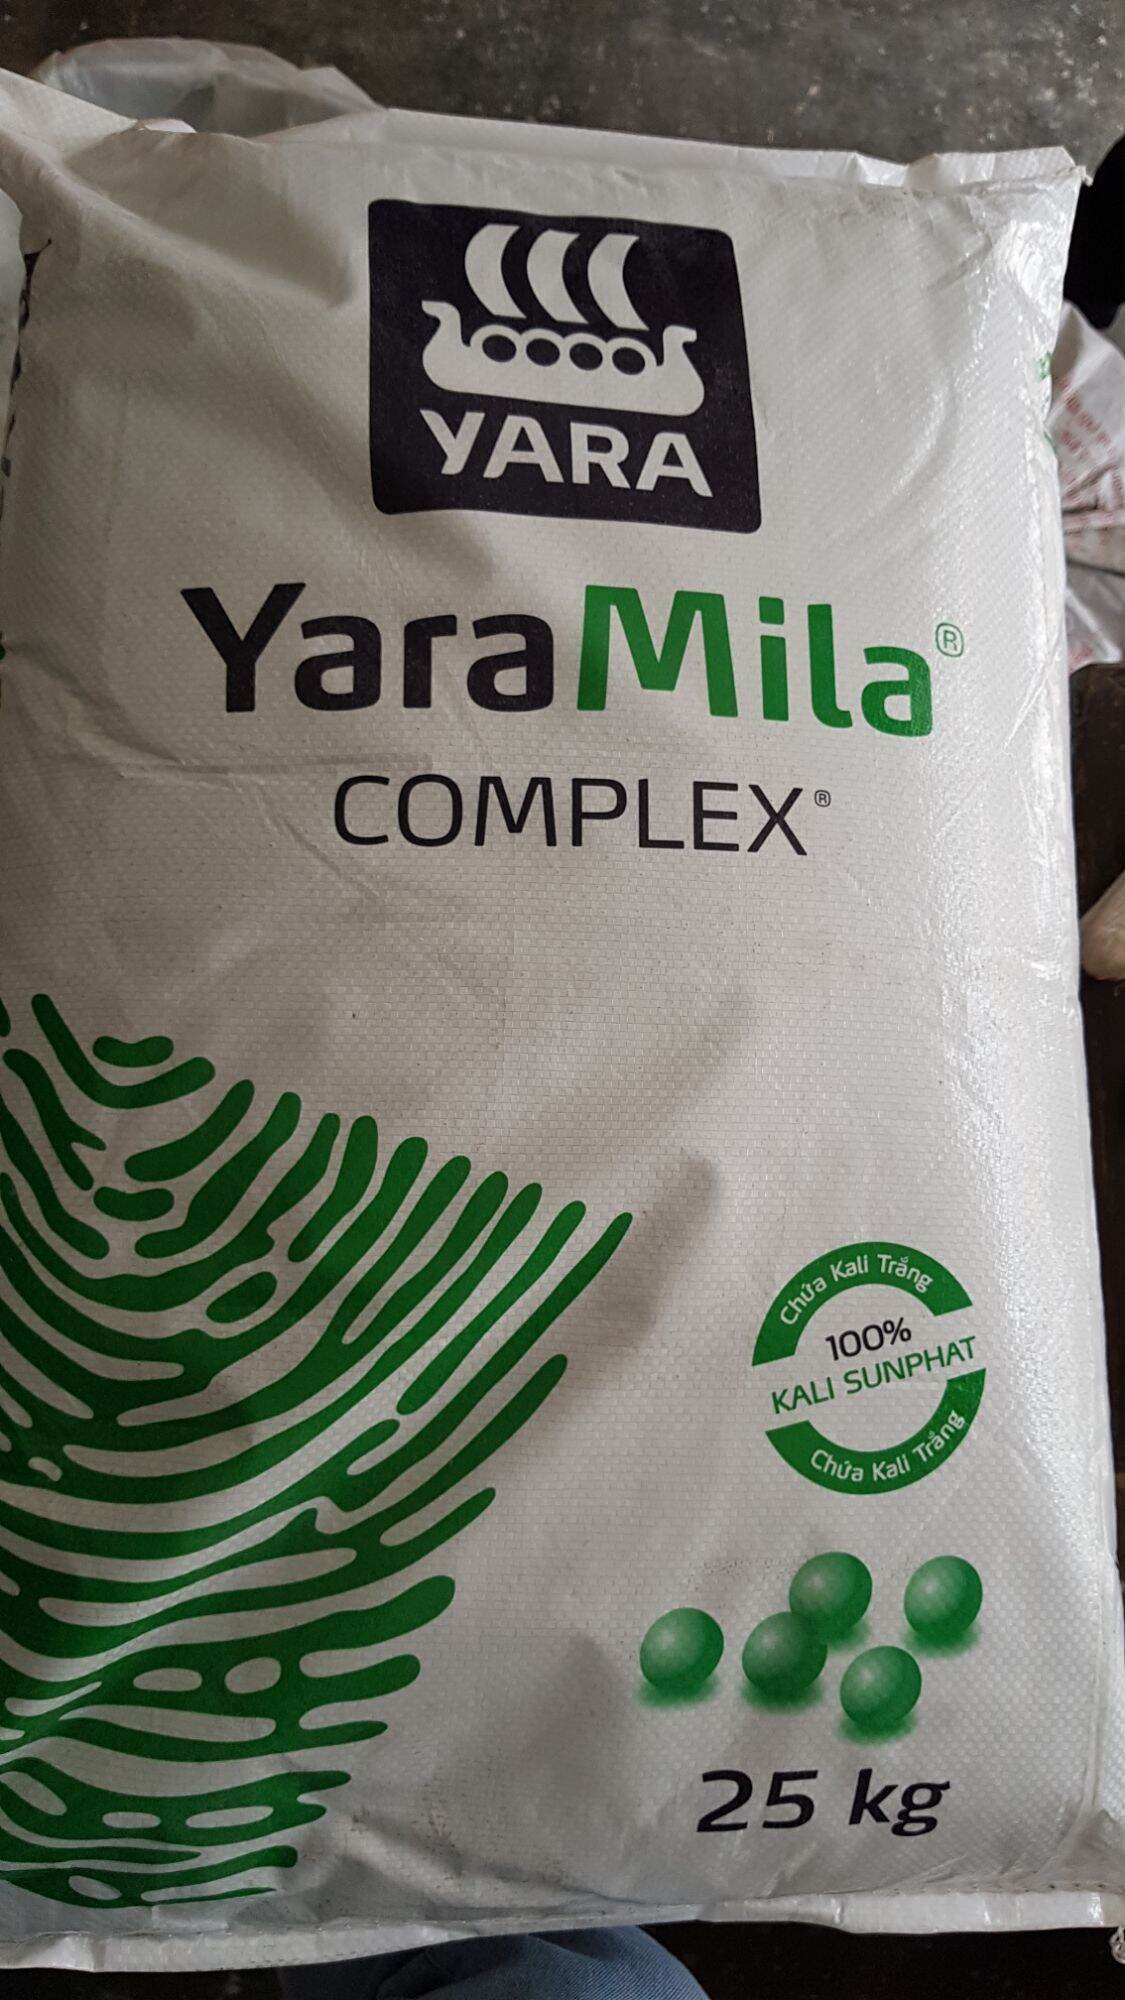 YARA
YaraMila®
COMPLEX®
Chứa Kali Trắng
100%
KALI SUNPHAT
Chứa Kali Trắng
25 kg